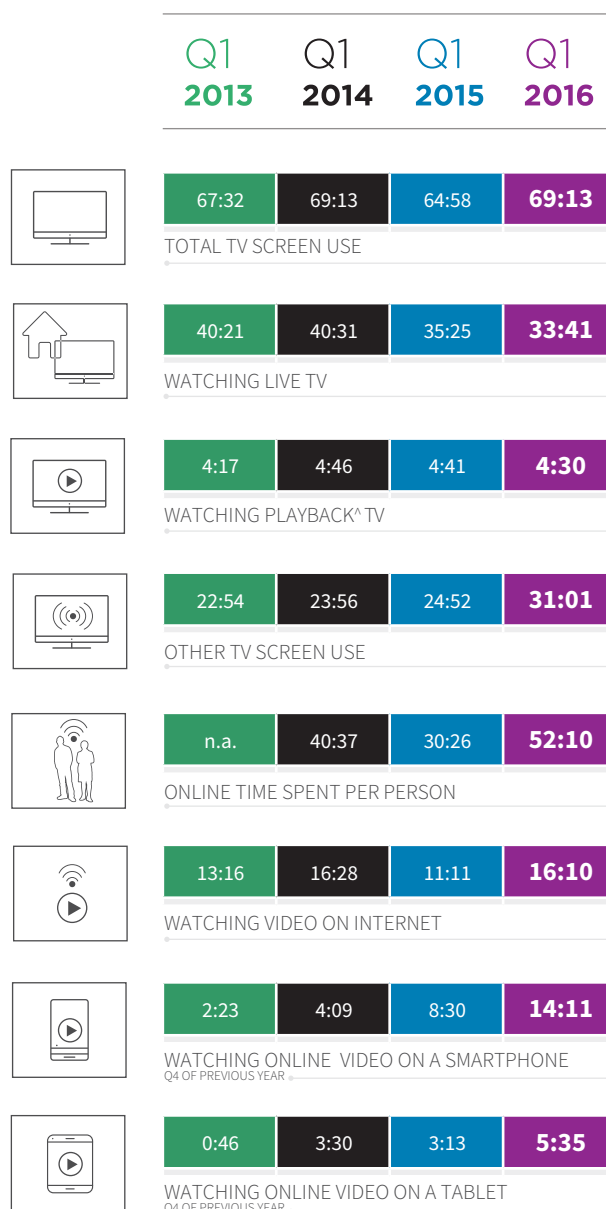 Q1 Q1 Q1 Q1
2013 2014 2015 2016
67:32 69:13 64:58 69:13
TOTAL TV SCREEN USE
40:21 40:31 35:25 33:41
WATCHING LIVE TV
4:17 4:46 4:41 4:30
WATCHING PLAYBACK^ TV
22:54 23:56 24:52 31:01
OTHER TV SCREEN USE
n.a. 40:37 30:26 52:10
ONLINE TIME SPENT PER PERSON
13:16 16:28 11:11 16:10
WATCHING VIDEO ON INTERNET
2:23 4:09 8:30 14:11
WATCHING ONLINE VIDEO ON A SMARTPHONE
Q4 OF PREVIOUS YEAR
0:46 3:30 3:13 5:35
WATCHING ONLINE VIDEO ON A TABLET
Q4 OF PREVIOUS YEAR